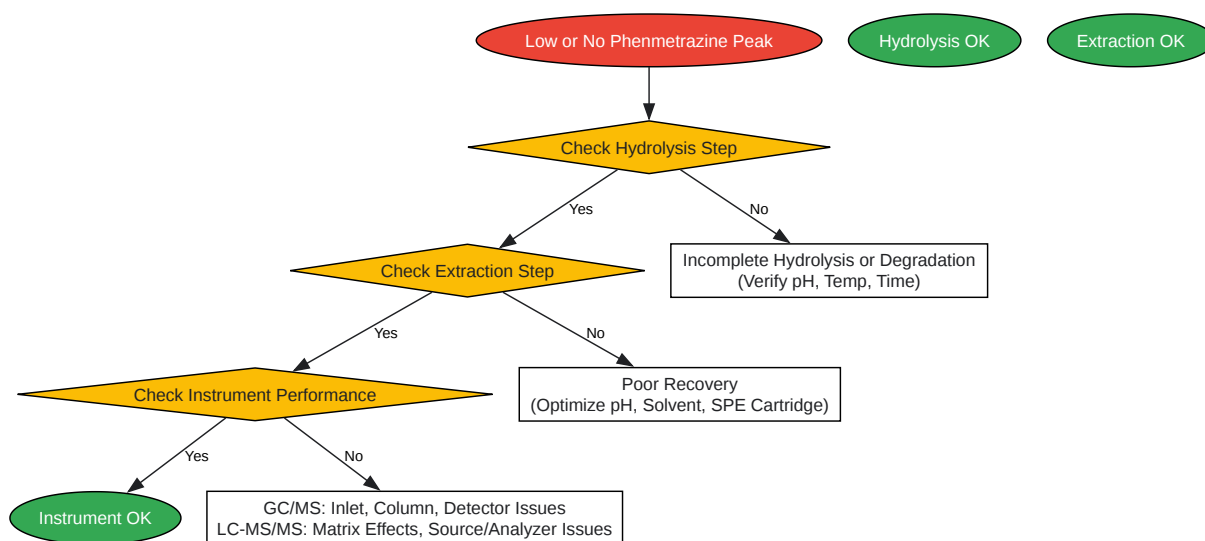 Low or No Phenmetrazine Peak
Hydrolysis OK
Extraction OK
Check Hydrolysis Step
Yes
No
Check Extraction Step
Incomplete Hydrolysis or Degradation
(Verify pH, Temp, Time)
Yes
No
Check Instrument Performance
Poor Recovery
(Optimize pH, Solvent, SPE Cartridge)
Yes
No
Instrument OK
GC/MS: Inlet, Column, Detector Issues
LC-MS/MS: Matrix Effects, Source/Analyzer Issues